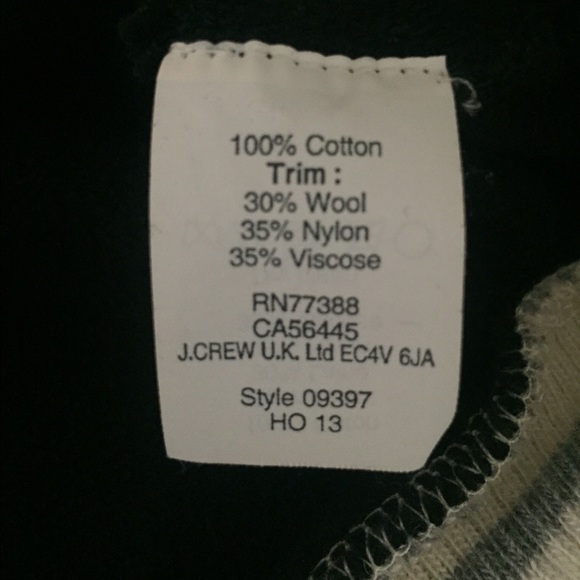 100% Cotton
Trim :
30% Wool
35% Nylon
35% Viscose
RN77388
CA56445
J.CREW U.K. Ltd EC4V 6JA
Style 09397
HO 13